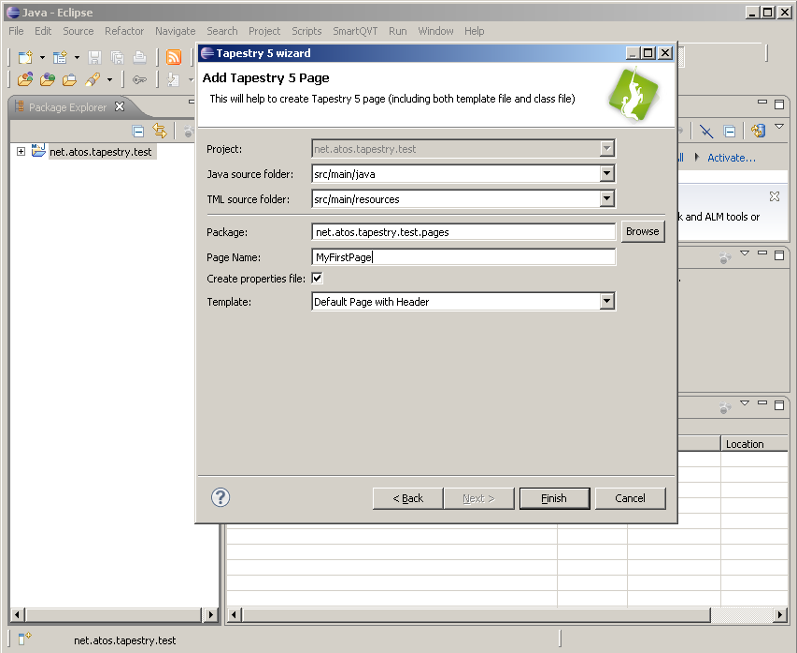 Java - Eclipse
File Edit Source Refactor Navigate Search Project Scripts SmartQVT Run Window Help
Tapestry 5 wizard
Add Tapestry 5 Page
This will help to create Tapestry 5 page (including both template file and class file)
Package Explorer
net.atos.tapestry.test
Project: net.atos.tapestry.test
Java source folder: src/main/java
TML source folder: src/main/resources
Package: net.atos.tapestry.test.pages Browse
Page Name: MyFirstPage
Create properties file:
Template: Default Page with Header
Activate...
and ALM tools or
Location
? < Back Next > Finish Cancel
net.atos.tapestry.test